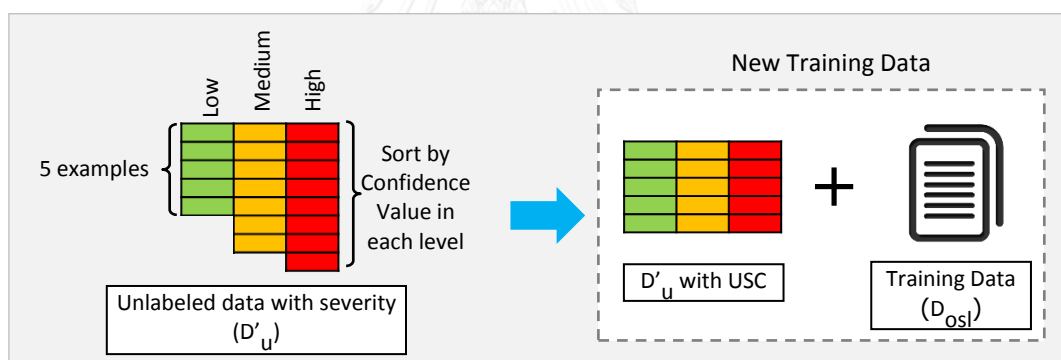 Low
Medium
High
5 examples
Sort by
Confidence
Value in
each level
Unlabeled data with severity
(D'u)
New Training Data
+
D'u with USC
Training Data
(Dosl)